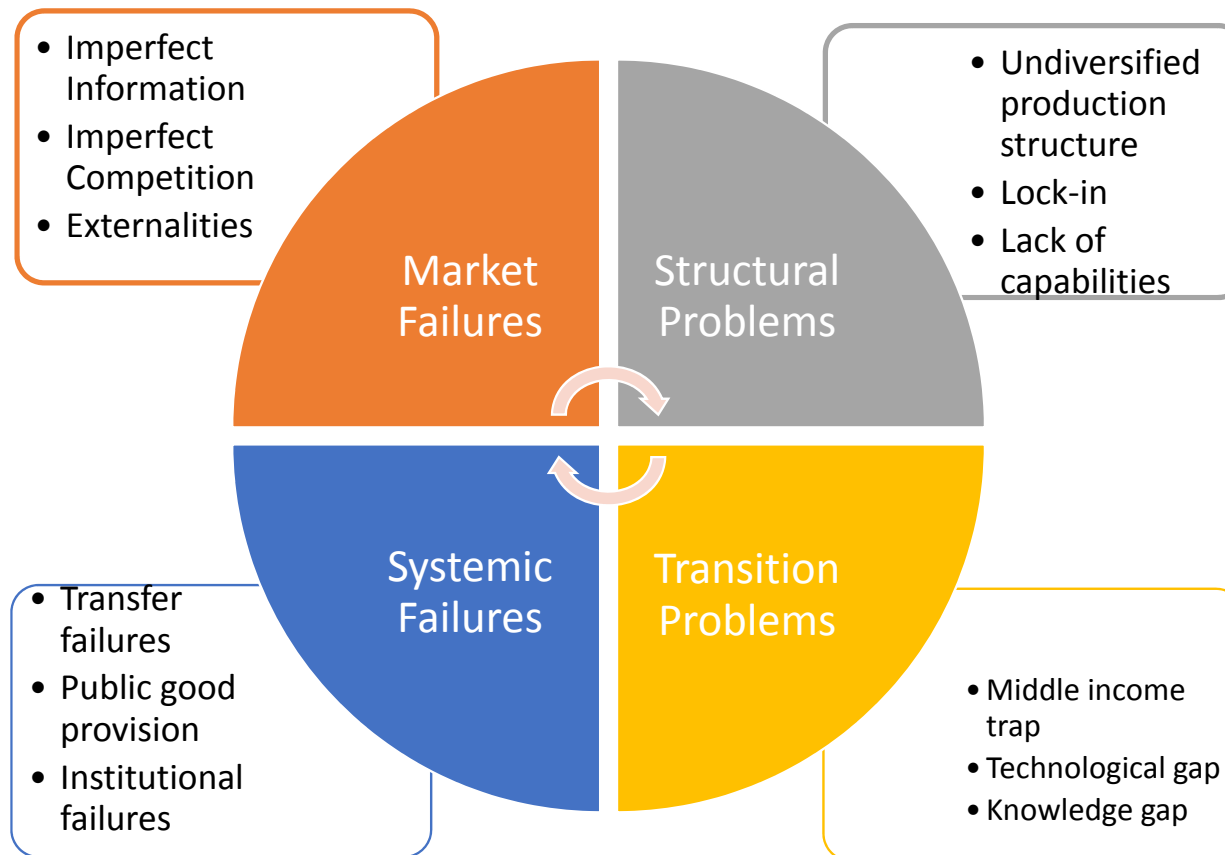 • Imperfect
Information
• Imperfect
Competition
• Externalities
• Undiversified
production
structure
• Lock-in
• Lack of
capabilities
Market
Failures
Structural
Problems
Systemic
Failures
Transition
Problems
• Transfer
failures
• Public good
provision
• Institutional
failures
• Middle income
trap
• Technological gap
• Knowledge gap